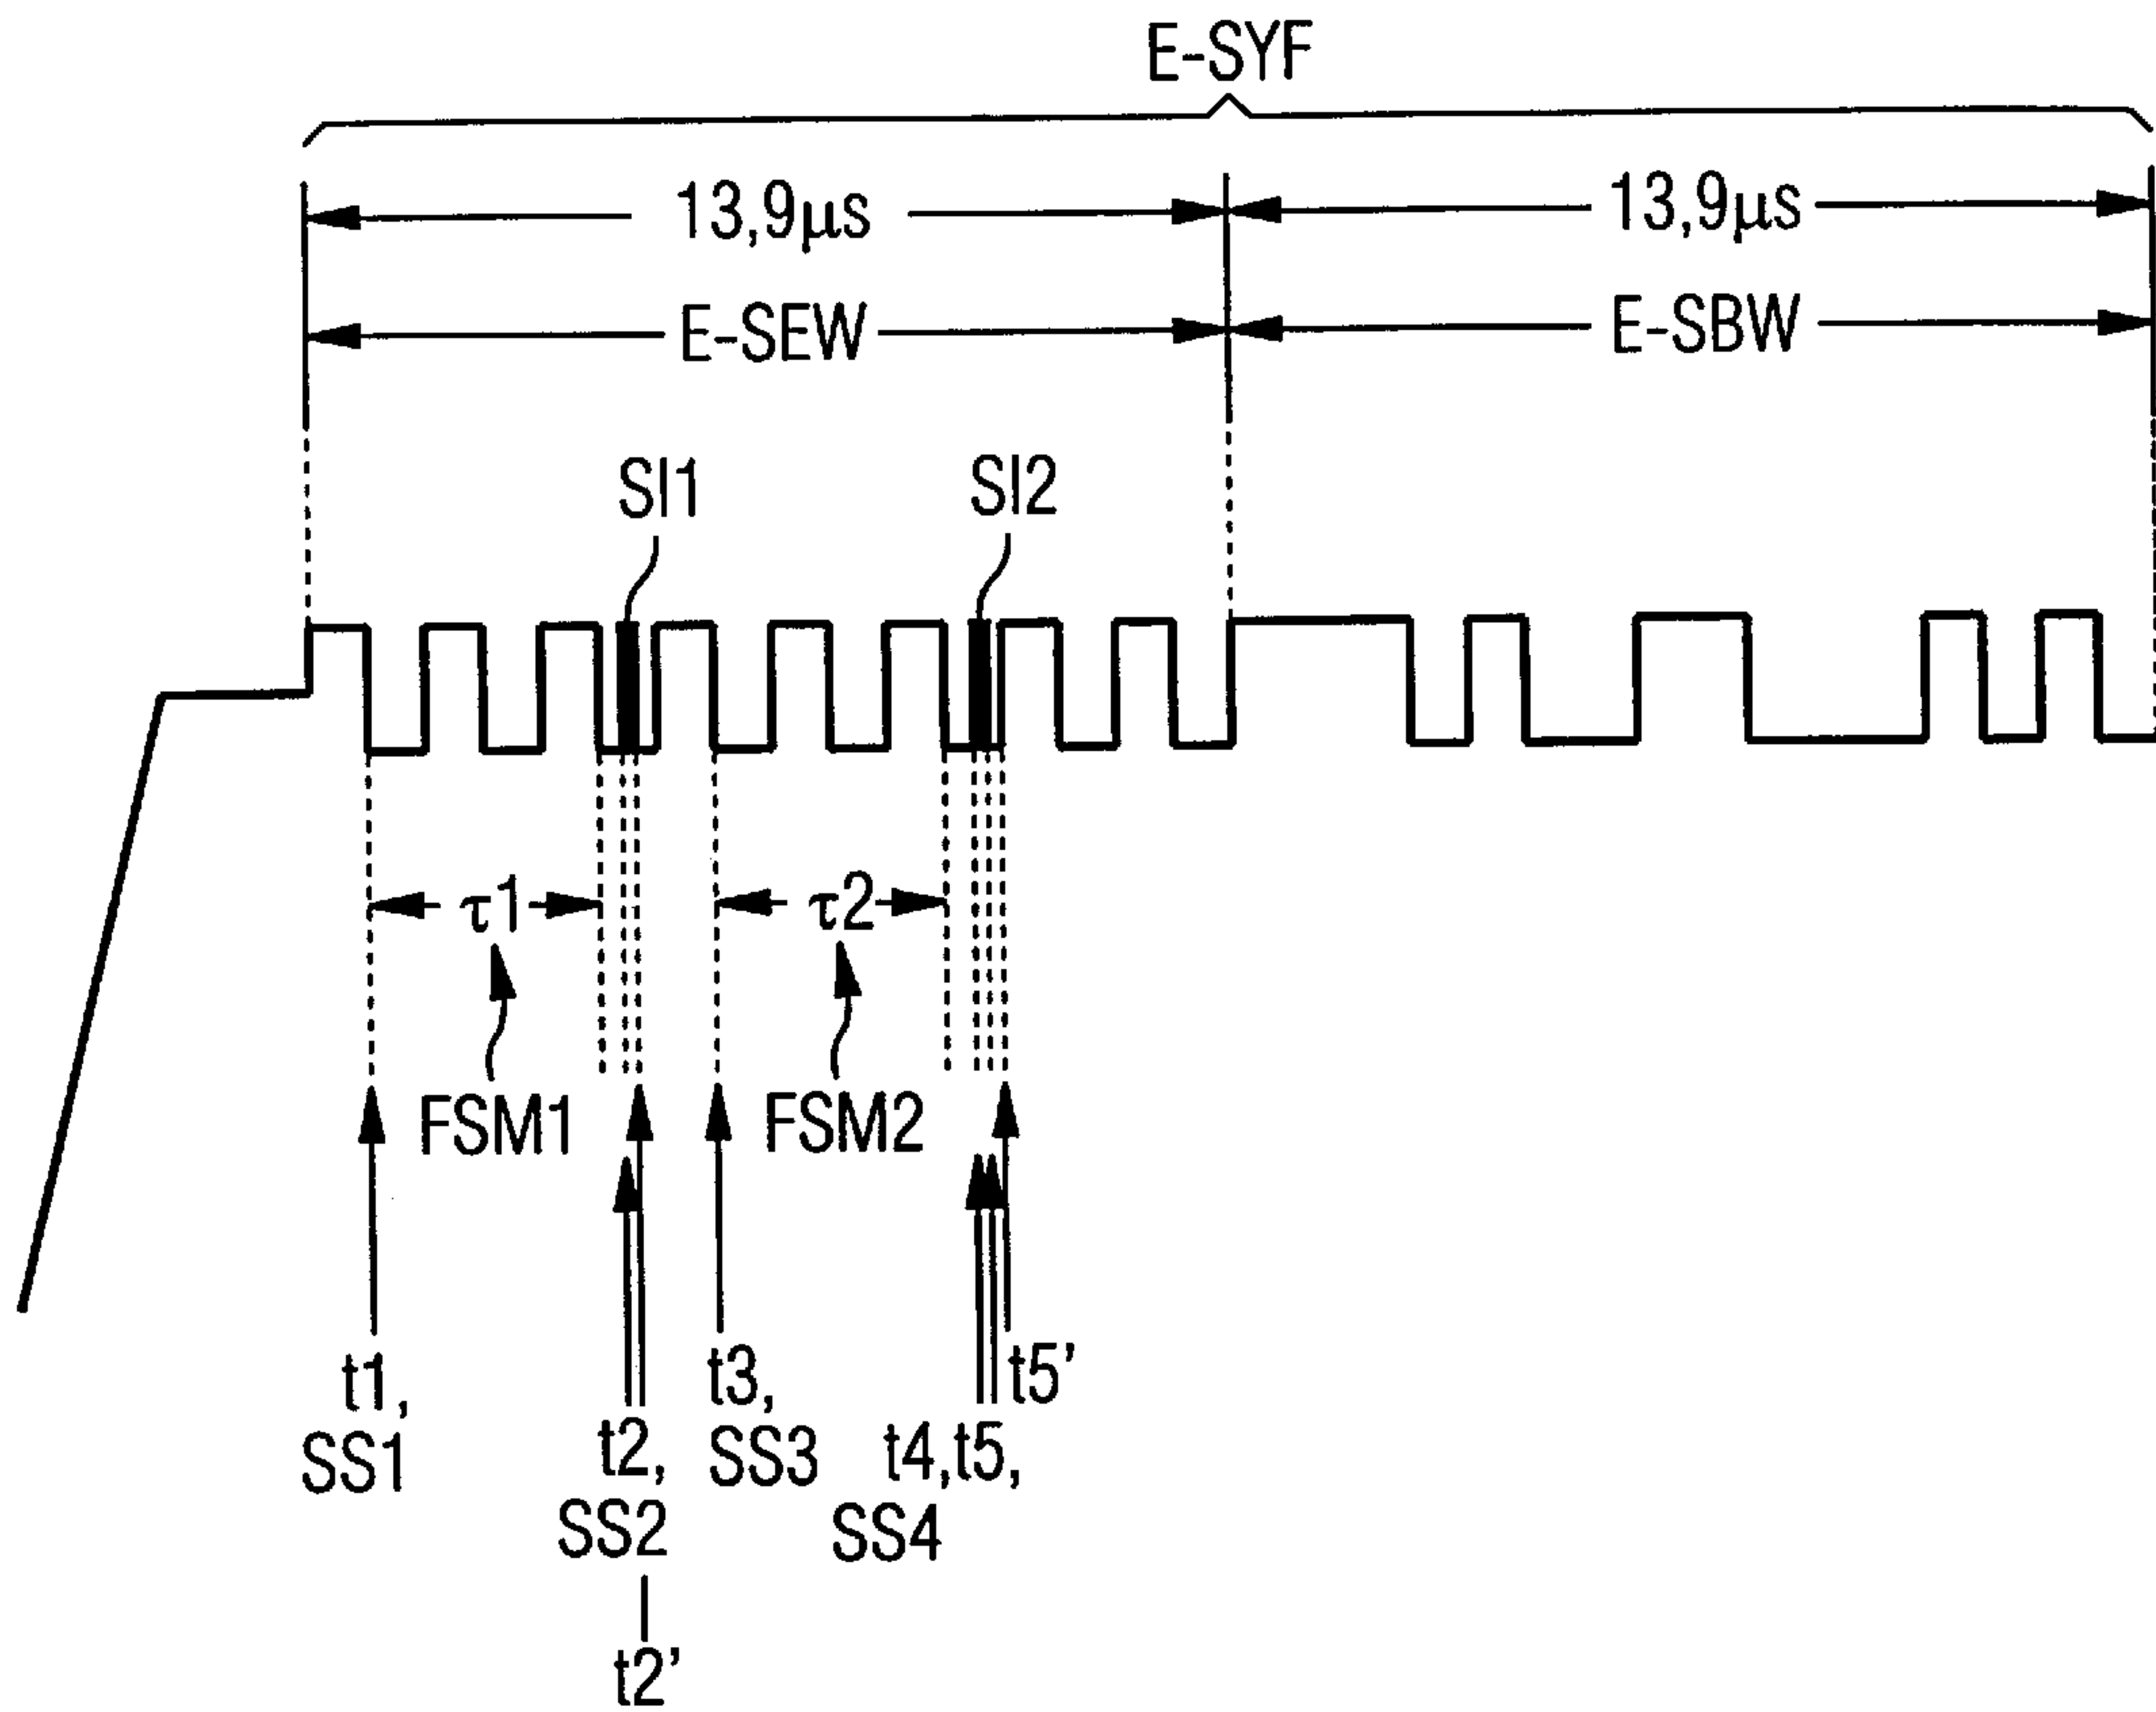 E-SYF
13,9µs
13,9µs
E-SEW
E-SBW
SI1
SI2
τ1
τ2
FSM1
FSM2
t1,
SS1
t2,
SS2
t2'
t3,
SS3
t4,t5,
SS4
t5'